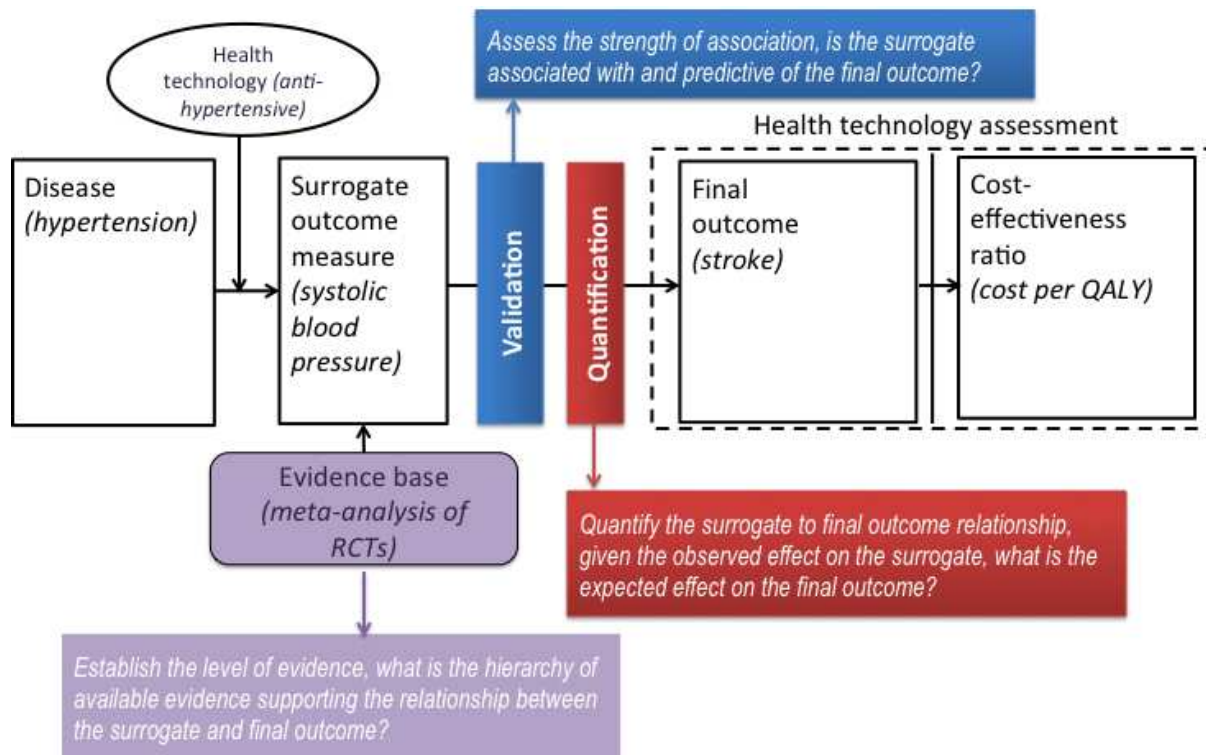 Health
technology (anti-
hypertensive)
Assess the strength of association, is the surrogate
associated with and predictive of the final outcome?
Health technology assessment
Disease
(hypertension)
Surrogate
outcome
measure
(systolic
blood
pressure)
Validation
Quantification
Final
outcome
(stroke)
Cost-
effectiveness
ratio
(cost per QALY)
Evidence base
(meta-analysis of
RCTs)
Quantify the surrogate to final outcome relationship,
given the observed effect on the surrogate, what is the
expected effect on the final outcome?
Establish the level of evidence, what is the hierarchy of
available evidence supporting the relationship between
the surrogate and final outcome?